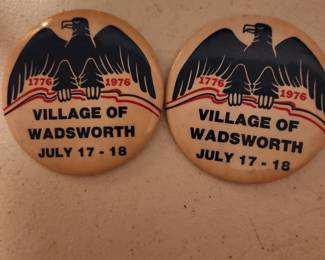 1776 1976
VILLAGE OF
WADSWORTH
JULY 17 - 18
1776 1976
VILLAGE OF
WADSWORTH
JULY 17 - 18